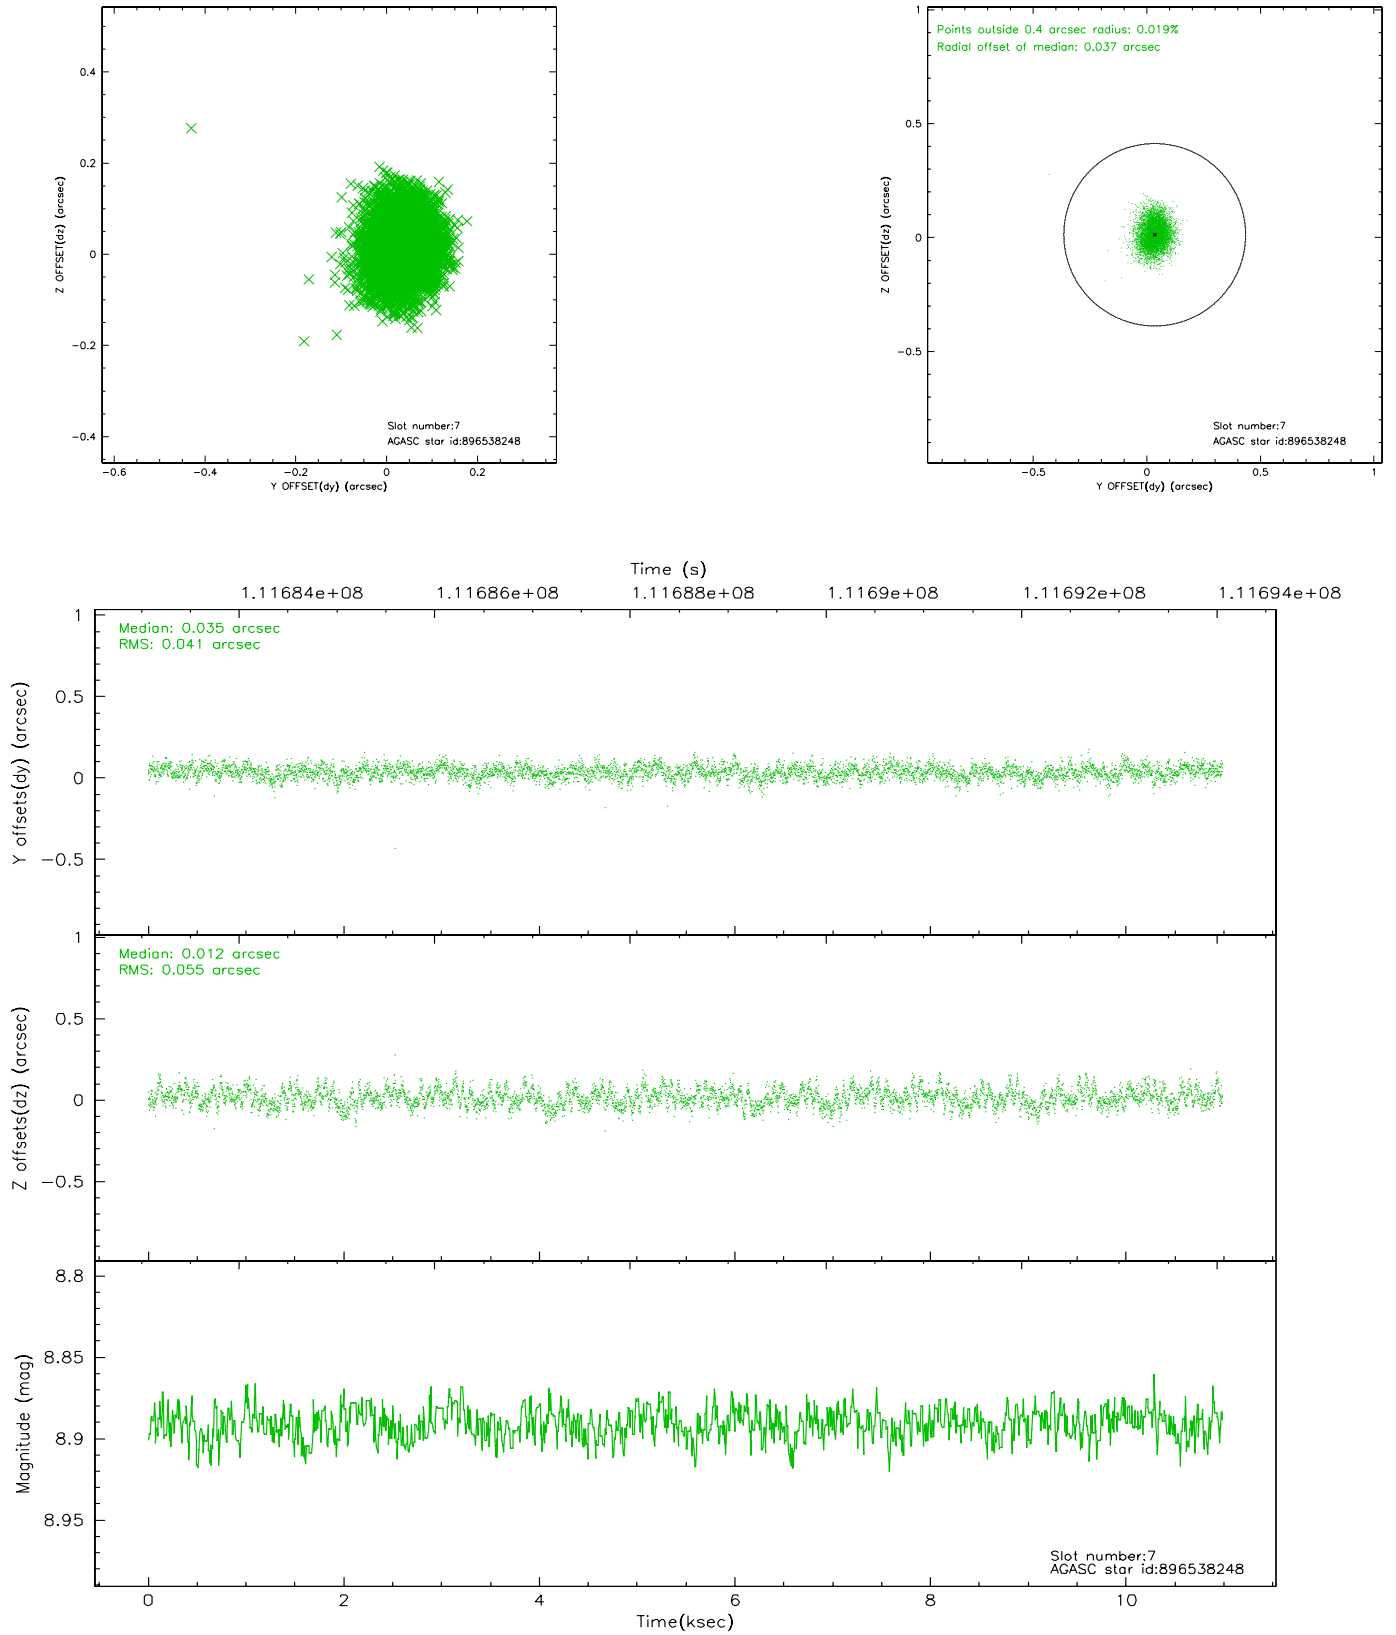 0.4
0.2
0
−0.2
−0.4
Z OFFSET(dz) (arcsec)
Slot number:7
AGASC star id:896538248
−0.6 −0.4 −0.2 0 0.2
Y OFFSET(dy) (arcsec)
Points outside 0.4 arcsec radius: 0.019%
Radial offset of median: 0.037 arcsec
1
0.5
0
−0.5
Z OFFSET(dz) (arcsec)
Slot number:7
AGASC star id:896538248
−0.5 0 0.5 1
Y OFFSET(dy) (arcsec)
Time (s)
1.11684e+08 1.11686e+08 1.11688e+08 1.1169e+08 1.11692e+08 1.11694e+08
Median: 0.035 arcsec
RMS: 0.041 arcsec
1
0.5
0
−0.5
Y offsets(dy) (arcsec)
Median: 0.012 arcsec
RMS: 0.055 arcsec
1
0.5
0
−0.5
Z offsets(dz) (arcsec)
8.8
8.85
8.9
8.95
Magnitude (mag)
Slot number:7
AGASC star id:896538248
0 2 4 6 8 10
Time(ksec)